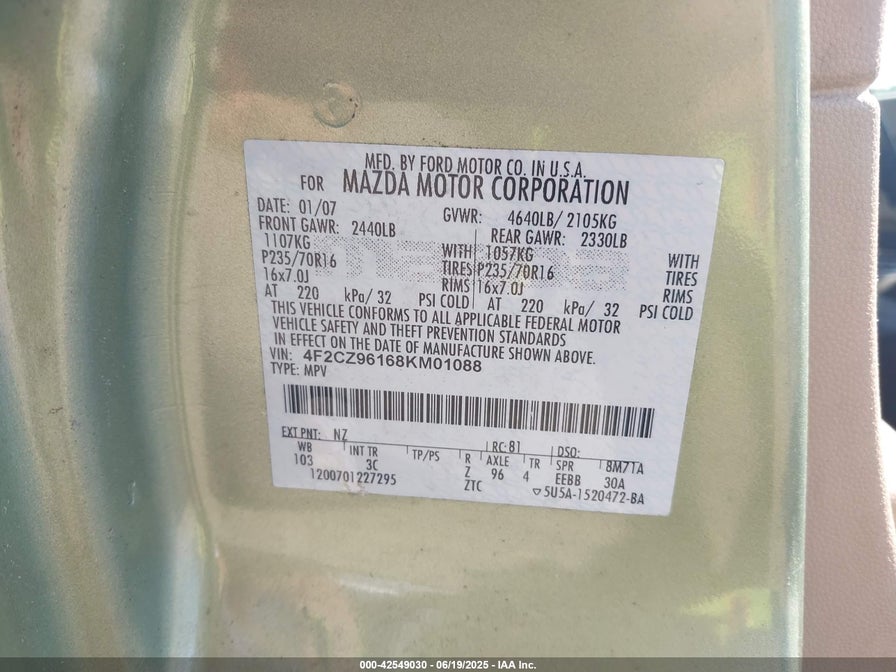 MFD. BY FORD MOTOR CO. IN U.S.A.
FOR MAZDA MOTOR CORPORATION
DATE: 01/07 GVWR: 4640LB/ 2105KG
FRONT GAWR: 2440LB REAR GAWR: 2330LB
1107KG WITH 1057KG WITH
P235/70R16 TIRES P235/70R16 TIRES
16x7.0J RIMS 16x7.0J RIMS
AT 220 kPa/ 32 PSI COLD AT 220 kPa/ 32 PSI COLD
THIS VEHICLE CONFORMS TO ALL APPLICABLE FEDERAL MOTOR
VEHICLE SAFETY AND THEFT PREVENTION STANDARDS
IN EFFECT ON THE DATE OF MANUFACTURE SHOWN ABOVE.
VIN: 4F2CZ96168KM01088
TYPE: MPV
EXT PNT: NZ RC: 81 DSO:
WB INT TR TP/PS R AXLE TR SPR 8M71A
103 3C Z 96 4 EEBB 30A
1200701227295 ZTC ▽5U5A-1520472-BA
000-42549030 - 06/19/2025 - IAA Inc.